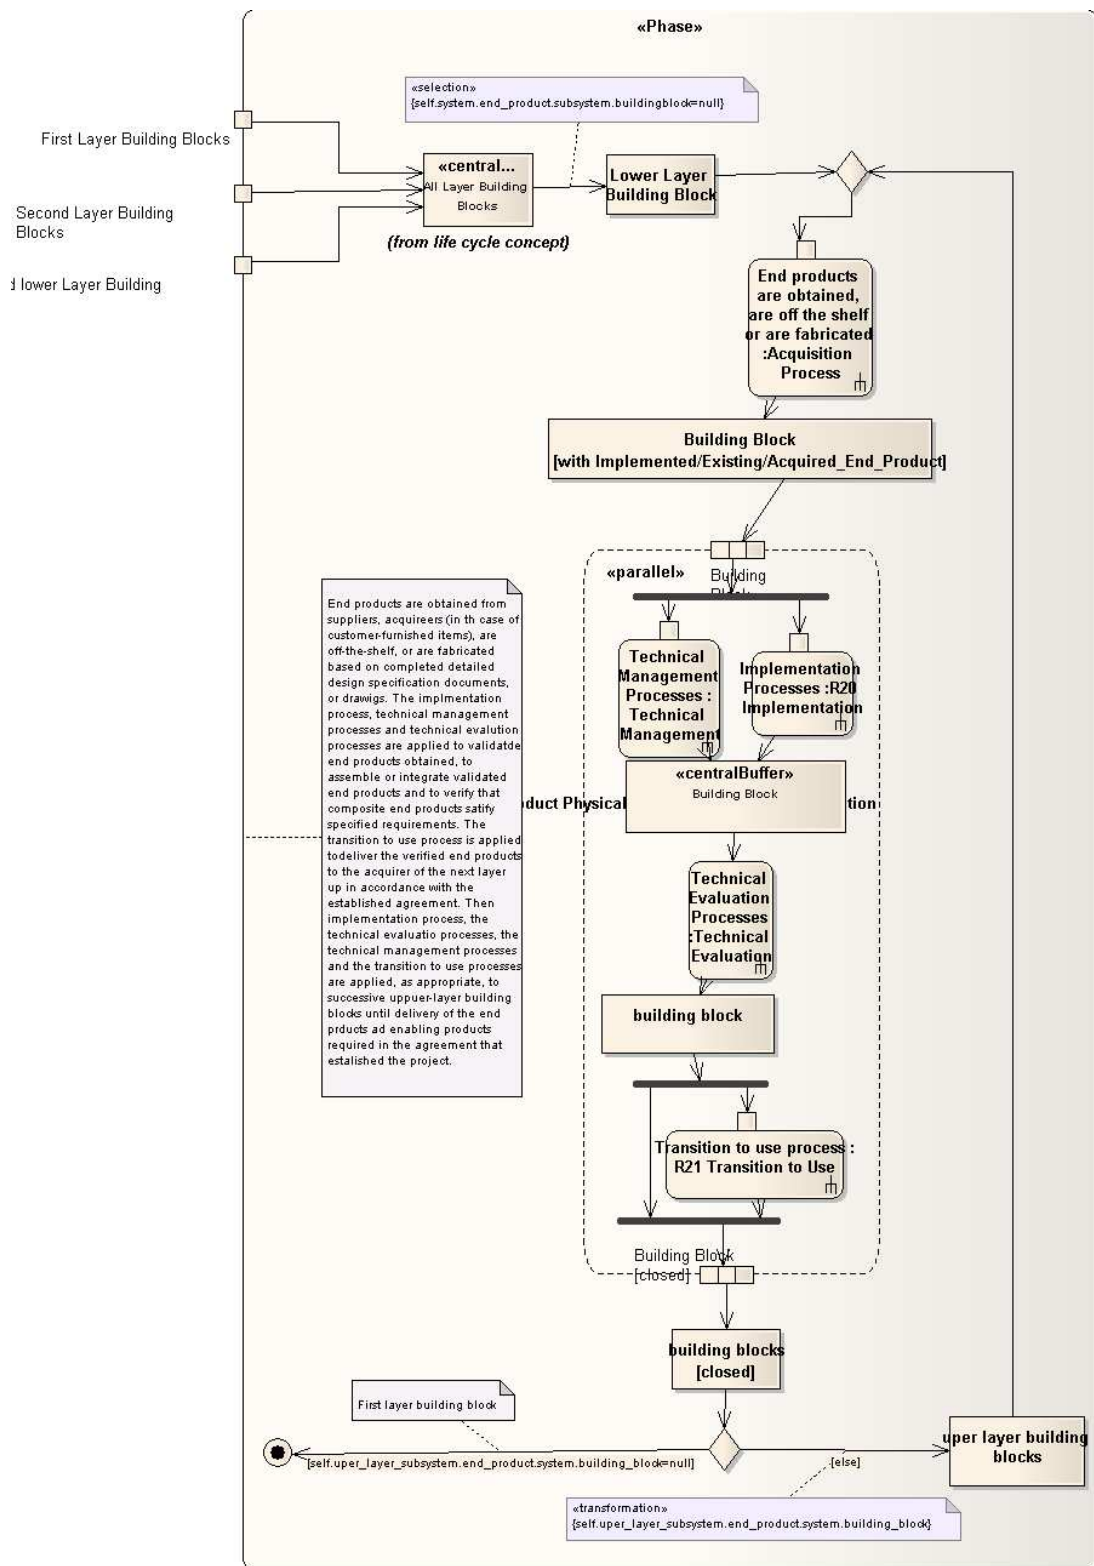 «Phase»
«selection»
{self.system.end_product.subsystem.buildingblock=null}
First Layer Building Blocks
«central...
All Layer Building
Blocks
(from life cycle concept)
Lower Layer
Building Block
Second Layer Building
Blocks
lower Layer Building
End products
are obtained,
are off the shelf
or are fabricated
:Acquisition
Process
Building Block
[with Implemented/Existing/Acquired_End_Product]
«parallel»
Building
Block
End products are obtained from
suppliers, acquireers (in th case of
customer-furnished items), are
off-the-shelf, or are fabricated
based on completed detailed
design specification documents,
or drawigs. The implmentation
process, technical management
processes and technical evalution
processes are applied to validatde
end products obtained, to
assemble or integrate validated
end products and to verify that
composite end products satify
specified requirements. The
transition to use process is applied
todeliver the verified end products
to the acquirer of the next layer
up in accordance with the
established agreement. Then
implementation process, the
technical evaluatio processes, the
technical management processes
and the transition to use processes
are applied, as appropriate, to
successive uppuer-layer building
blocks until delivery of the end
prducts ad enabling products
required in the agreement that
estalished the project.
Technical
Management
Processes :
Technical
Management
Implementation
Processes :R20
Implementation
«centralBuffer»
Building Block
duct Physical
tion
Technical
Evaluation
Processes
:Technical
Evaluation
building block
Transition to use process :
R21 Transition to Use
Building Block
[closed]
building blocks
[closed]
First layer building block
[self.uper_layer_subsystem.end_product.system.building_block=null]
[else]
uper layer building
blocks
«transformation»
{self.uper_layer_subsystem.end_product.system.building_block}